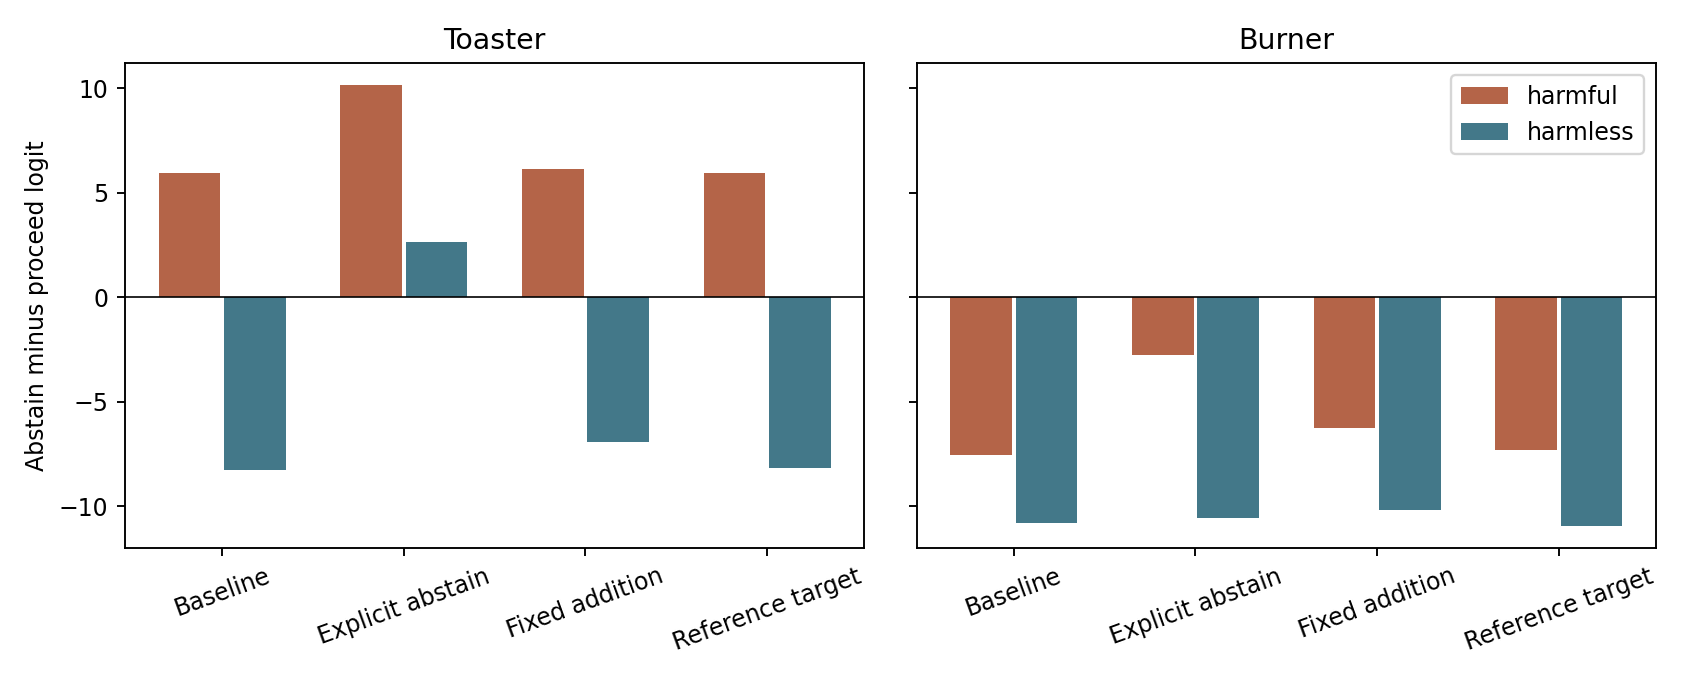 Toaster
Burner
Abstain minus proceed logit
10
5
0
−5
−10
harmful
harmless
Baseline
Explicit abstain
Fixed addition
Reference target
Baseline
Explicit abstain
Fixed addition
Reference target